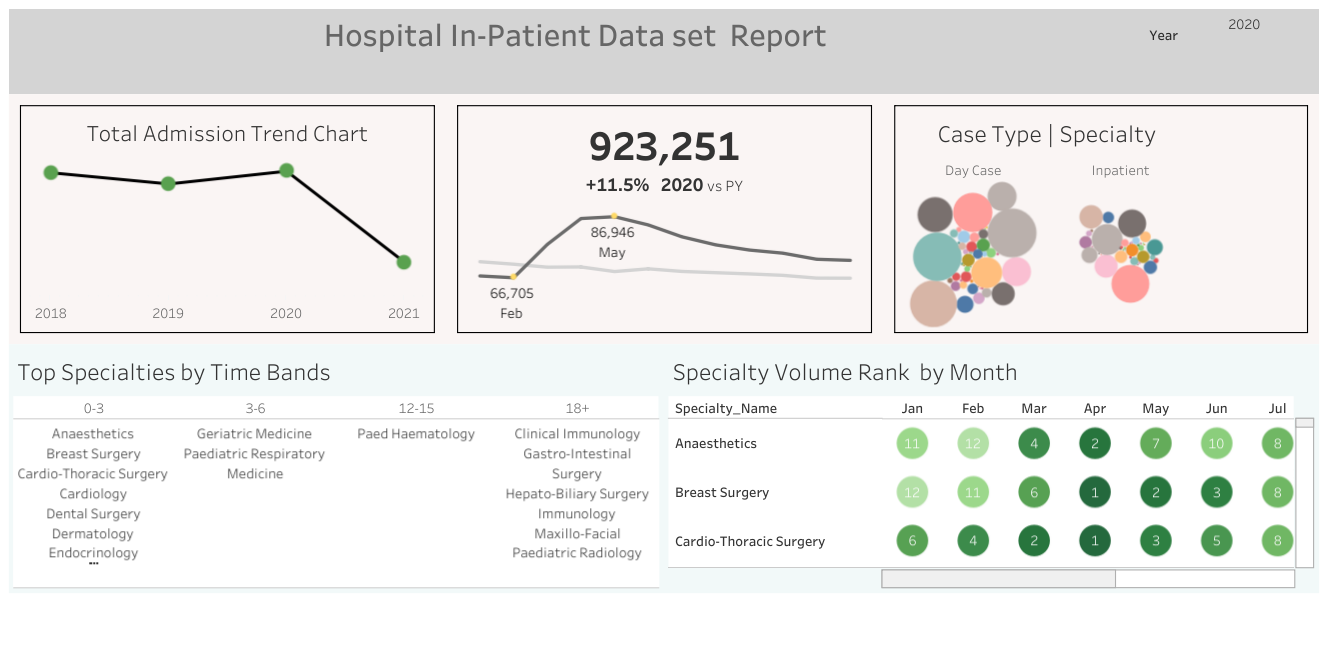 Hospital In-Patient Data set  Report
Year
2020
Total Admission Trend Chart
2018 2019 2020 2021
923,251
+11.5% 2020 vs PY
86,946
May
66,705
Feb
Case Type | Specialty
Day Case Inpatient
Top Specialties by Time Bands
0-3 3-6 12-15 18+
Anaesthetics
Breast Surgery
Cardio-Thoracic Surgery
Cardiology
Dental Surgery
Dermatology
Endocrinology
...
Geriatric Medicine
Paediatric Respiratory
Medicine
Paed Haematology
Clinical Immunology
Gastro-Intestinal
Surgery
Hepato-Biliary Surgery
Immunology
Maxillo-Facial
Paediatric Radiology
Specialty Volume Rank  by Month
Specialty_Name Jan Feb Mar Apr May Jun Jul
Anaesthetics 11 12 4 2 7 10 8
Breast Surgery 12 11 6 1 2 3 8
Cardio-Thoracic Surgery 6 4 2 1 3 5 8